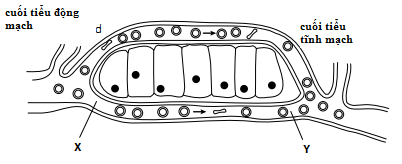 cuối tiểu động
mạch
d
cuối tiểu
tĩnh mạch
X
Y